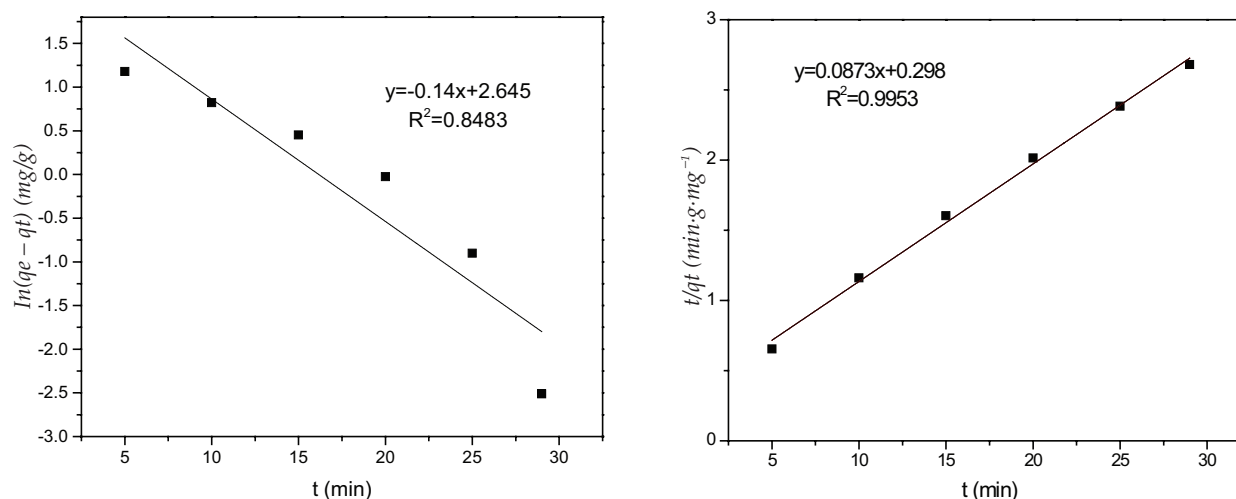 1.5
1.0
0.5
0.0
-0.5
-1.0
-1.5
-2.0
-2.5
-3.0
In(qe – qt) (mg/g)
y=-0.14x+2.645
R²=0.8483
5 10 15 20 25 30
t (min)
3
2
1
0
t/qt (min·g·mg⁻¹)
y=0.0873x+0.298
R²=0.9953
5 10 15 20 25 30
t (min)